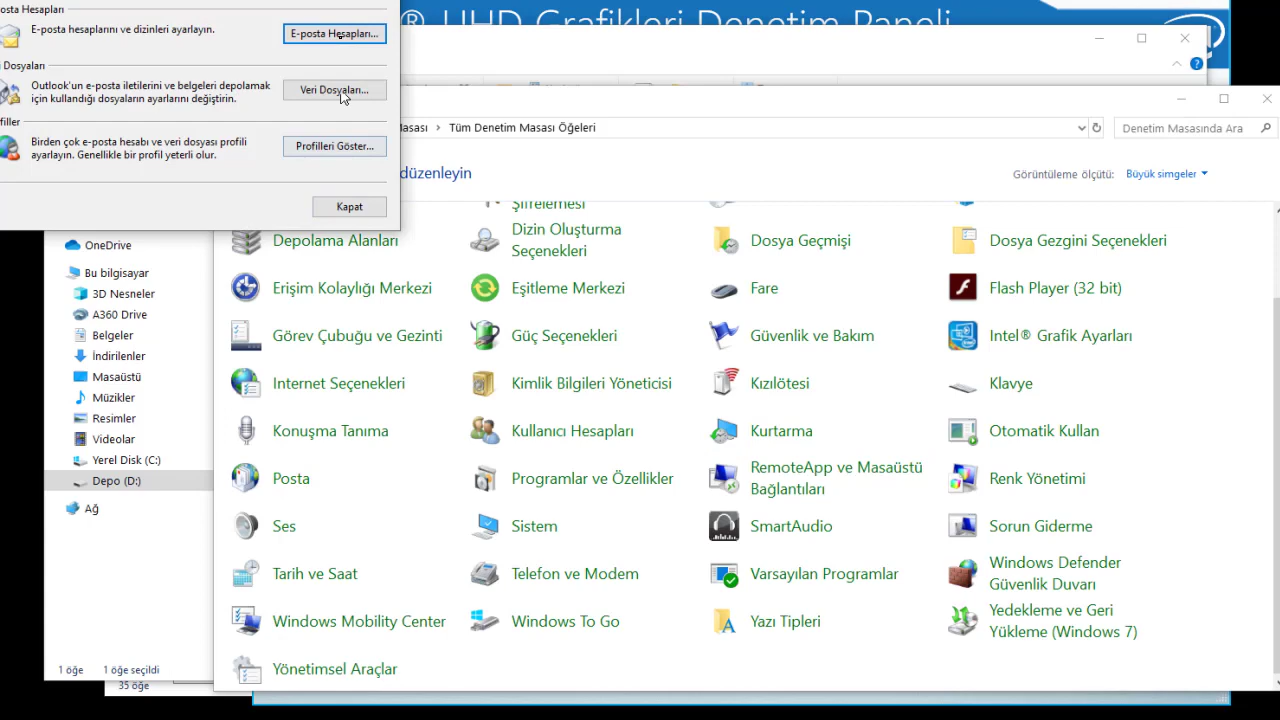 ® UHD Grafikleri Denetim Paneli
osta Hesapları
E-posta hesaplarını ve dizinleri ayarlayın.
E-posta Hesapları...
i Dosyaları
Outlook'un e-posta iletilerini ve belgeleri depolamak
için kullandığı dosyaların ayarlarını değiştirin.
Veri Dosyaları...
filler
Birden çok e-posta hesabı ve veri dosyası profili
ayarlayın. Genellikle bir profil yeterli olur.
Profilleri Göster...
Kapat
Masası > Tüm Denetim Masası Öğeleri
Denetim Masasında Ara
düzenleyin
Görüntüleme ölçütü: Büyük simgeler
OneDrive
Bu bilgisayar
3D Nesneler
A360 Drive
Belgeler
İndirilenler
Masaüstü
Müzikler
Resimler
Videolar
Yerel Disk (C:)
Depo (D:)
Ağ
1 öğe 1 öğe seçildi
35 öğe
Şifrelemesi
Depolama Alanları
Dizin Oluşturma
Seçenekleri
Dosya Geçmişi
Dosya Gezgini Seçenekleri
Erişim Kolaylığı Merkezi
Eşitleme Merkezi
Fare
Flash Player (32 bit)
Görev Çubuğu ve Gezinti
Güç Seçenekleri
Güvenlik ve Bakım
Intel® Grafik Ayarları
Internet Seçenekleri
Kimlik Bilgileri Yöneticisi
Kızılötesi
Klavye
Konuşma Tanıma
Kullanıcı Hesapları
Kurtarma
Otomatik Kullan
Posta
Programlar ve Özellikler
RemoteApp ve Masaüstü
Bağlantıları
Renk Yönetimi
Ses
Sistem
SmartAudio
Sorun Giderme
Tarih ve Saat
Telefon ve Modem
Varsayılan Programlar
Windows Defender
Güvenlik Duvarı
Windows Mobility Center
Windows To Go
Yazı Tipleri
Yedekleme ve Geri
Yükleme (Windows 7)
Yönetimsel Araçlar